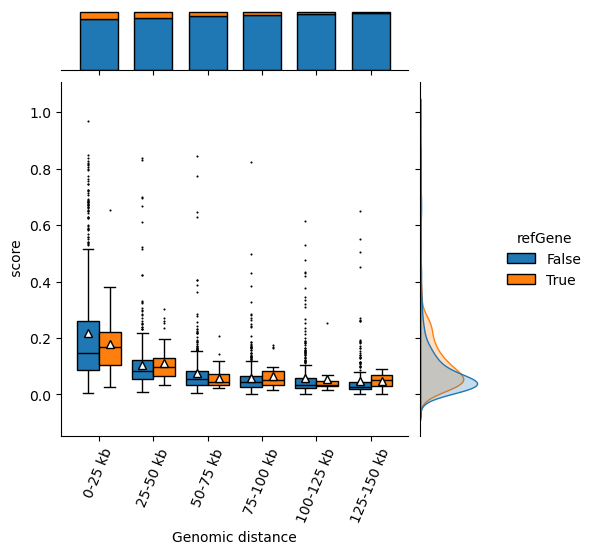 1.0
0.8
0.6
0.4
0.2
0.0
score
0-25 kb
25-50 kb
50-75 kb
75-100 kb
100-125 kb
125-150 kb
Genomic distance
refGene
False
True